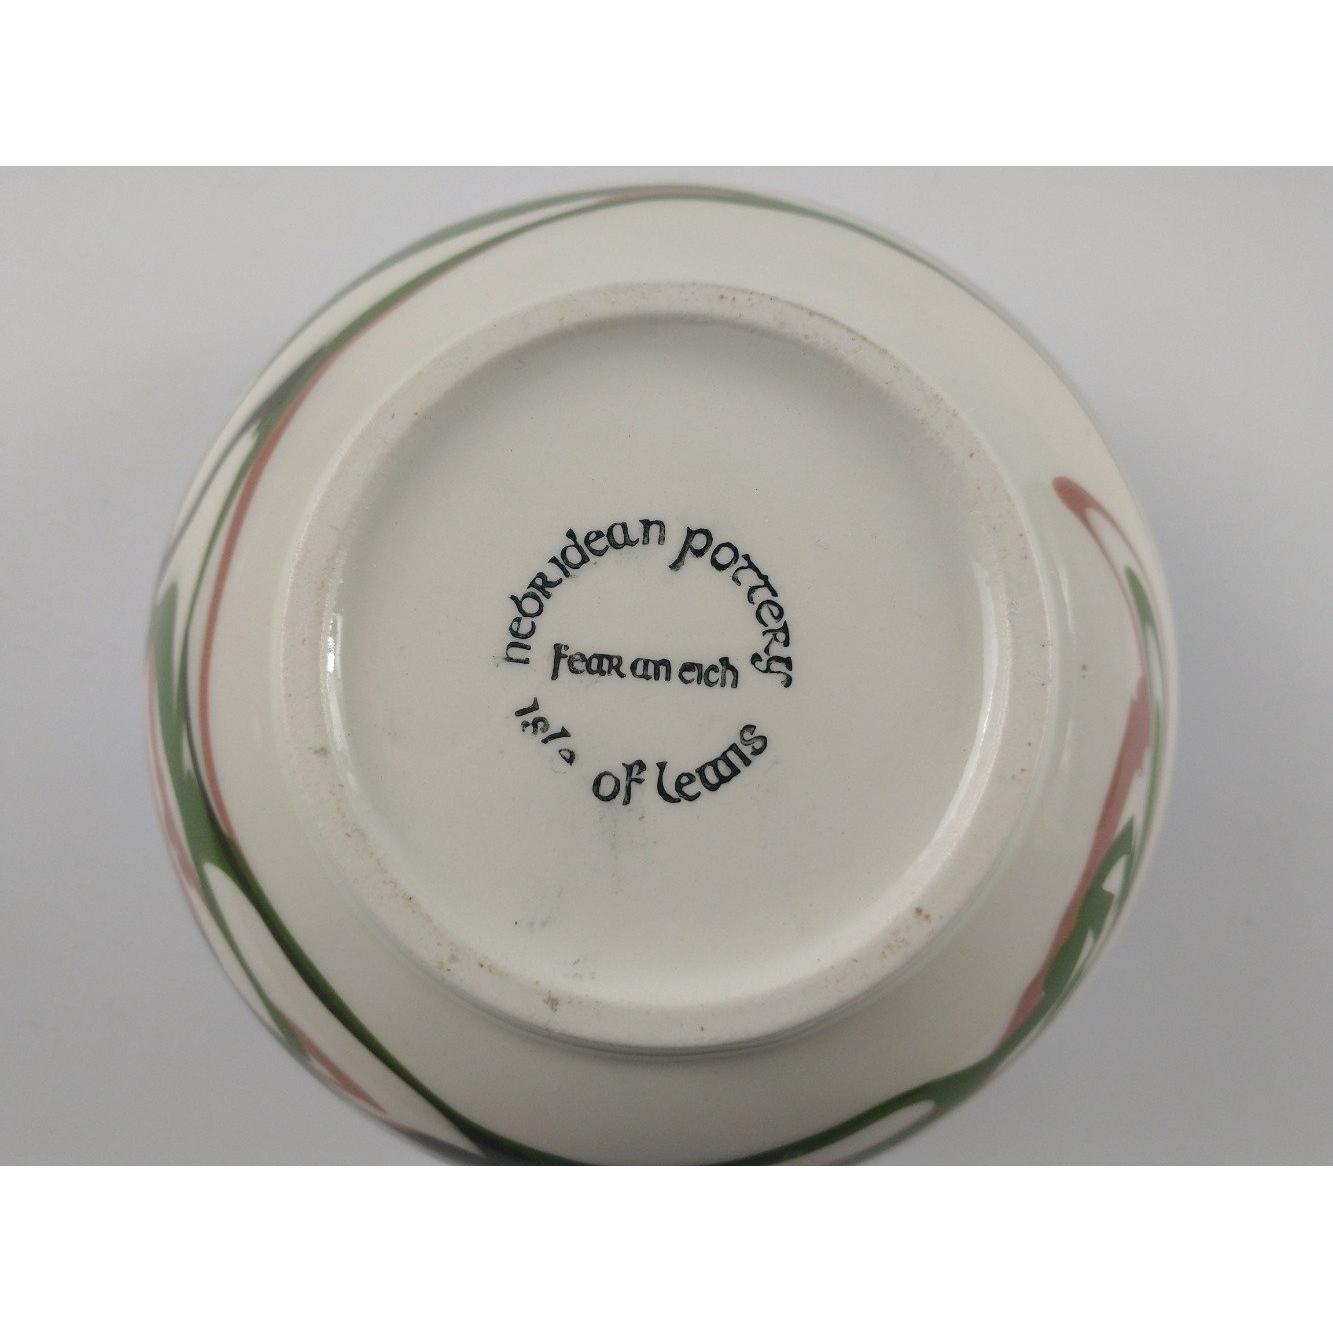 hebridean pottery
fear an eich
isle of lewis